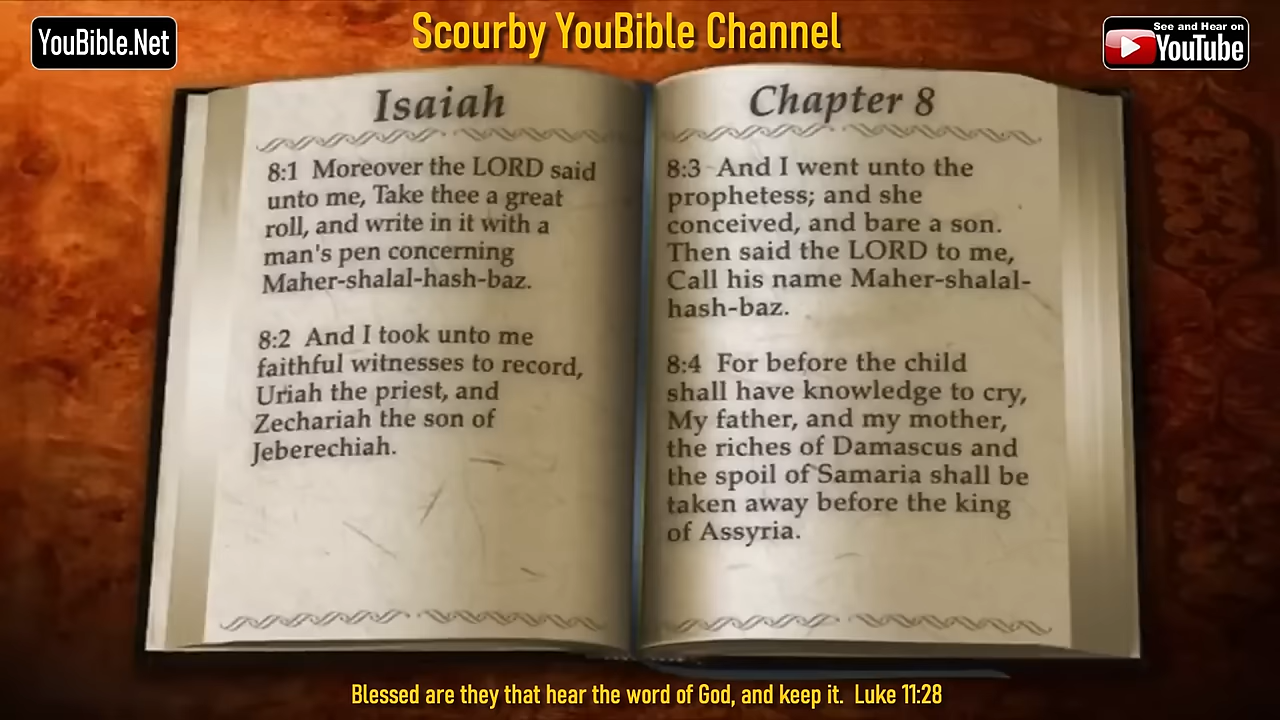 YouBible.Net
Scourby YouBible Channel
See and Hear on
YouTube
Isaiah
8:1 Moreover the LORD said
unto me, Take thee a great
roll, and write in it with a
man's pen concerning
Maher-shalal-hash-baz.
8:2 And I took unto me
faithful witnesses to record,
Uriah the priest, and
Zechariah the son of
Jeberechiah.
Chapter 8
8:3 And I went unto the
prophetess; and she
conceived, and bare a son.
Then said the LORD to me,
Call his name Maher-shalal-
hash-baz.
8:4 For before the child
shall have knowledge to cry,
My father, and my mother,
the riches of Damascus and
the spoil of Samaria shall be
taken away before the king
of Assyria.
Blessed are they that hear the word of God, and keep it. Luke 11:28